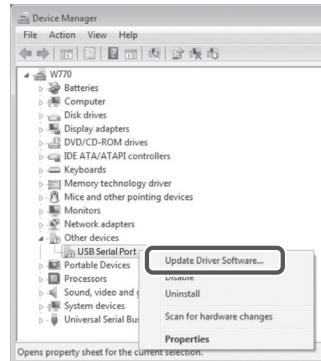 Device Manager
File Action View Help
W770
Batteries
Computer
Disk drives
Display adapters
DVD/CD-ROM drives
IDE ATA/ATAPI controllers
Keyboards
Memory technology driver
Mice and other pointing devices
Monitors
Network adapters
Other devices
USB Serial Port
Update Driver Software...
Portable Devices
Disable
Processors
Uninstall
Sound, video and g
System devices
Scan for hardware changes
Universal Serial Bus
Properties
Opens property sheet for the current selection.